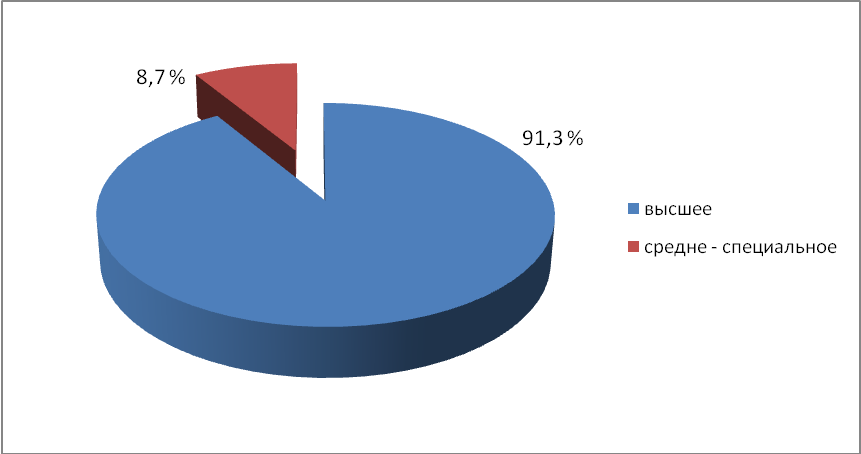 8,7 %
91,3 %
высшее
средне - специальное